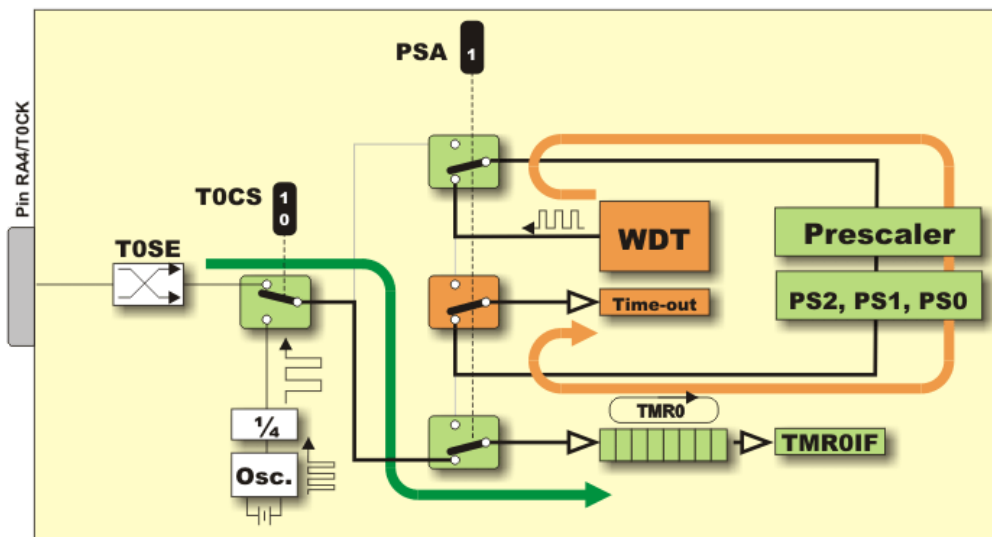 PSA
1
Pin RA4/T0CK
T0CS
1
0
T0SE
WDT
Prescaler
Time-out
PS2, PS1, PS0
¼
Osc.
TMR0
TMR0IF